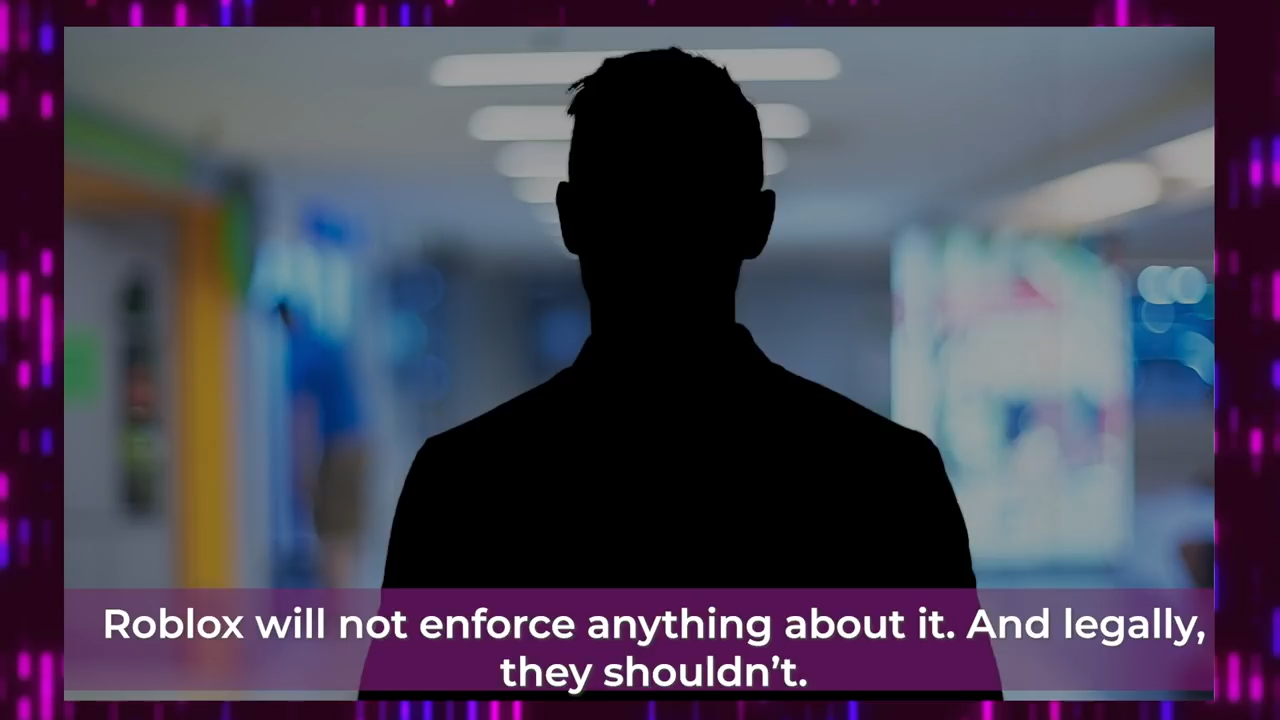 Roblox will not enforce anything about it. And legally,
they shouldn’t.